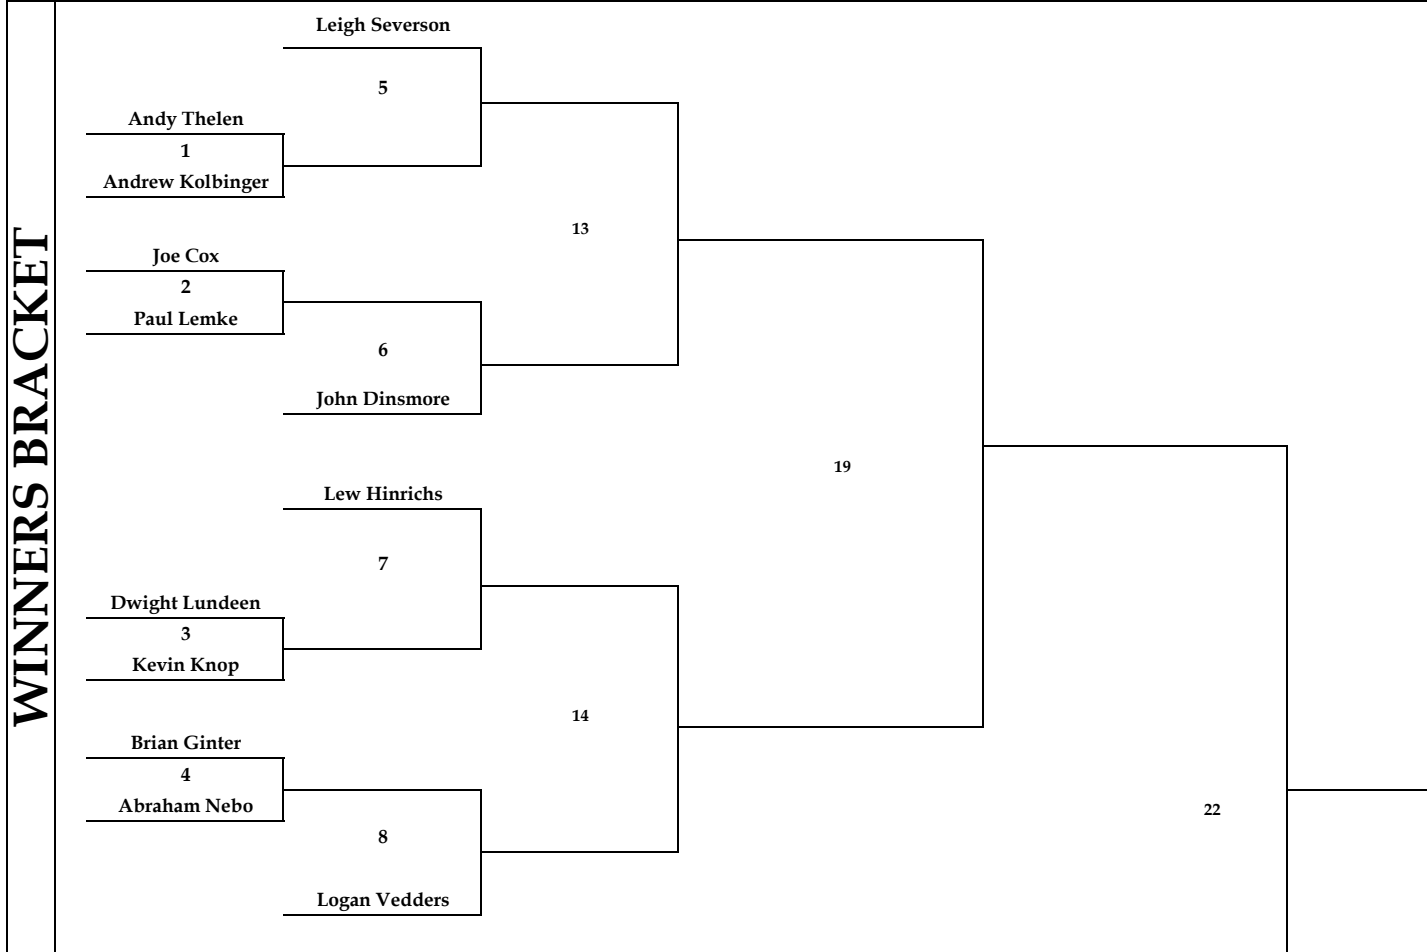 WINNERS BRACKET
Leigh Severson
5
Andy Thelen
1
Andrew Kolbinger
13
Joe Cox
2
Paul Lemke
6
John Dinsmore
19
Lew Hinrichs
7
Dwight Lundeen
3
Kevin Knop
14
Brian Ginter
4
Abraham Nebo
8
Logan Vedders
22